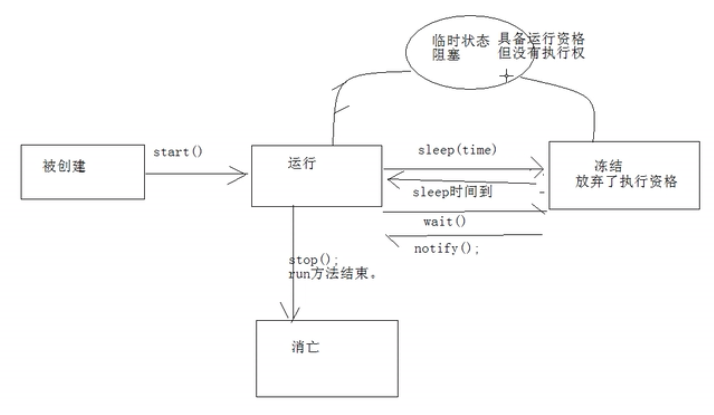 临时状态
阻塞
具备运行资格
但没有执行权
被创建
start()
运行
sleep(time)
sleep时间到
wait()
notify();
冻结
放弃了执行资格
stop();
run方法结束。
消亡